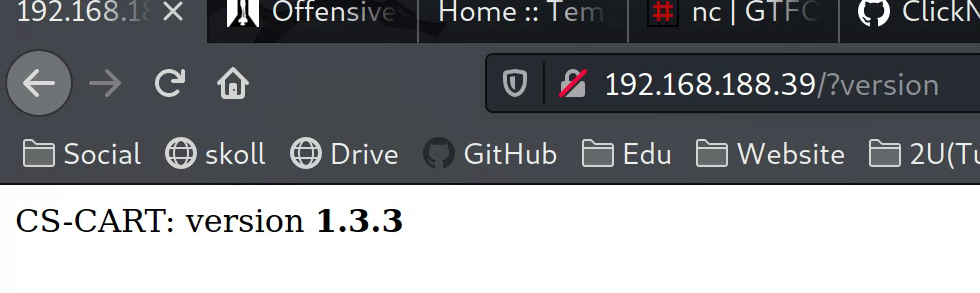 192.168.18 Offensive Home :: Tem nc | GTFC ClickN
192.168.188.39/?version
Social skoll Drive GitHub Edu Website 2U(Tu
CS-CART: version 1.3.3